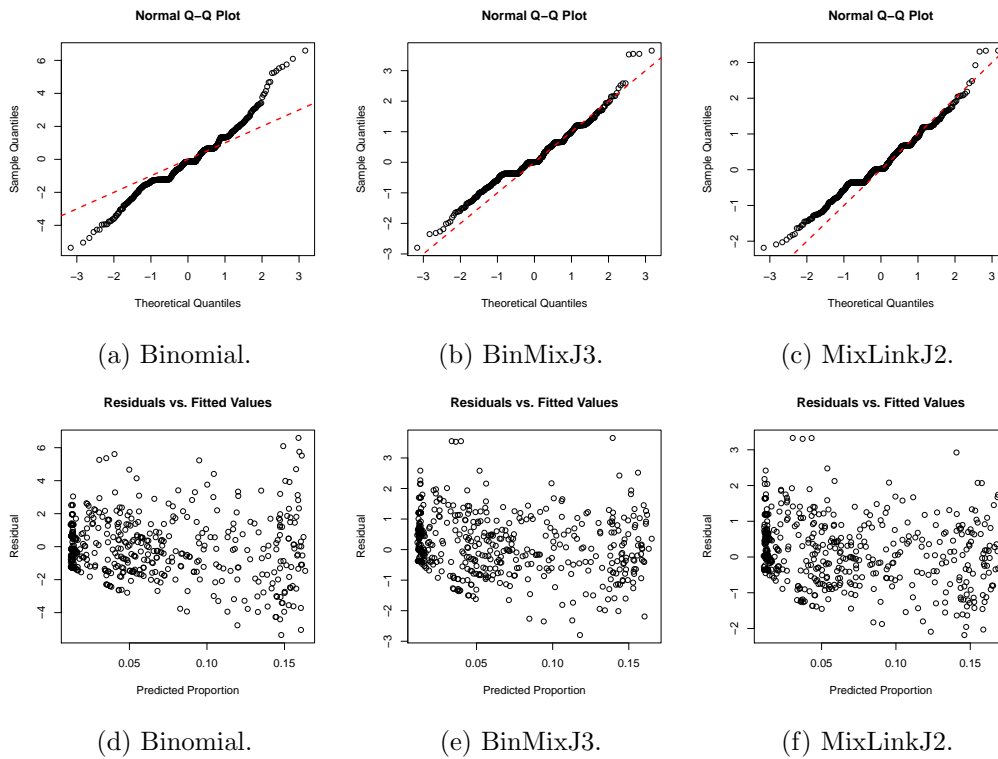 Normal Q−Q Plot Normal Q−Q Plot Normal Q−Q Plot
Sample Quantiles
6
4
2
0
−2
−4
−3 −2 −1 0 1 2 3
Theoretical Quantiles
Sample Quantiles
3
2
1
0
−1
−2
−3
−3 −2 −1 0 1 2 3
Theoretical Quantiles
Sample Quantiles
3
2
1
0
−1
−2
−3 −2 −1 0 1 2 3
Theoretical Quantiles
(a) Binomial. (b) BinMixJ3. (c) MixLinkJ2.
Residuals vs. Fitted Values Residuals vs. Fitted Values Residuals vs. Fitted Values
Residual
6
4
2
0
−2
−4
0.05 0.10 0.15
Predicted Proportion
Residual
3
2
1
0
−1
−2
−3
0.05 0.10 0.15
Predicted Proportion
Residual
3
2
1
0
−1
−2
0.05 0.10 0.15
Predicted Proportion
(d) Binomial. (e) BinMixJ3. (f) MixLinkJ2.